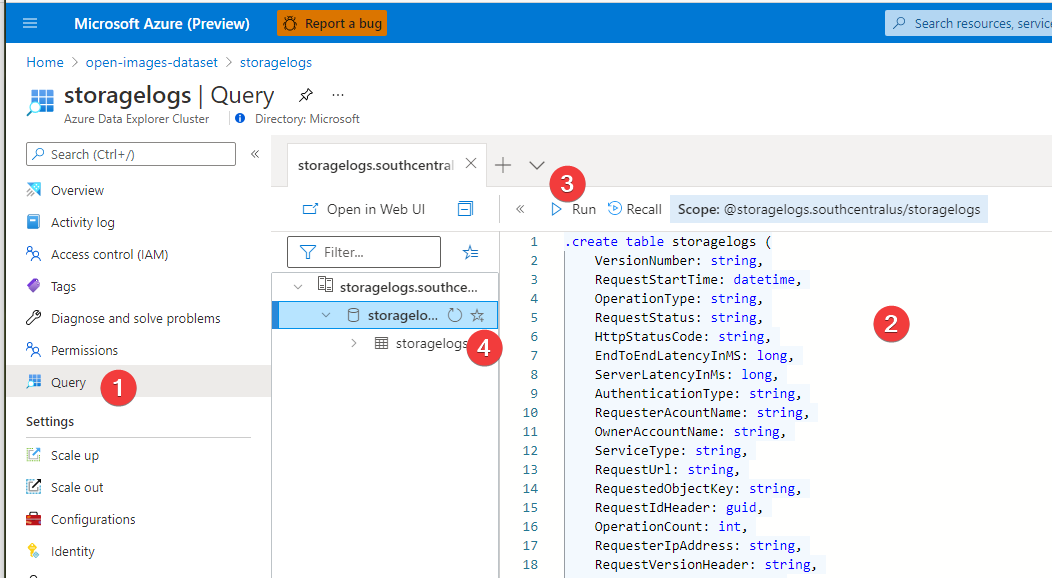 Microsoft Azure (Preview)
Report a bug
Search resources, service
Home > open-images-dataset > storagelogs
storagelogs | Query
...
Azure Data Explorer Cluster
Directory: Microsoft
Search (Ctrl+/)
«
Overview
Activity log
Access control (IAM)
Tags
Diagnose and solve problems
Permissions
Query
1
Settings
Scale up
Scale out
Configurations
Identity
storagelogs.southcentral
3
Open in Web UI
«
Run
Recall
Scope: @storagelogs.southcentralus/storagelogs
Filter...
storagelogs.southce...
storagelo...
storagelogs
4
2
1 .create table storagelogs (
2 VersionNumber: string,
3 RequestStartTime: datetime,
4 OperationType: string,
5 RequestStatus: string,
6 HttpStatusCode: string,
7 EndToEndLatencyInMS: long,
8 ServerLatencyInMs: long,
9 AuthenticationType: string,
10 RequesterAcountName: string,
11 OwnerAccountName: string,
12 ServiceType: string,
13 RequestUrl: string,
14 RequestedObjectKey: string,
15 RequestIdHeader: guid,
16 OperationCount: int,
17 RequesterIpAddress: string,
18 RequestVersionHeader: string,